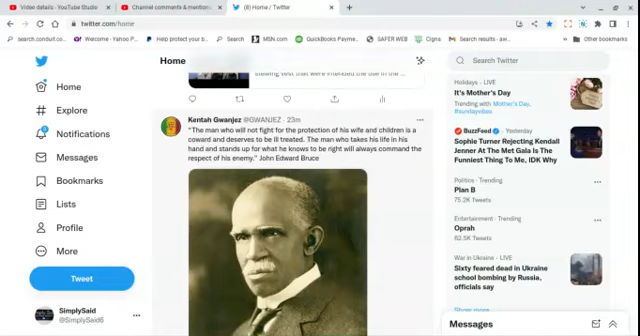 Video details - YouTube Studio
Channel comments & mentions
(8) Home / Twitter
twitter.com/home
search.conduit.co...
Welcome - Yahoo
Help protect your b...
Shopping
MSN.com
QuickBooks Payme...
SAFER WEB
Cigna
Search results - aw...
Other bookmarks
Home
Search Twitter
Home
Explore
Notifications
Messages
Bookmarks
Lists
Profile
More
Tweet
SimplySaid
@SimplySaid6
Kentah Gwanjez @GWANJEZ · 23m
"The man who will not fight for the protection of his wife and children is a
coward and deserves to be Ill treated. The man who takes his life in his
hand and stands up for what he knows to be right will always command the
respect of his enemy." John Edward Bruce
Holidays · LIVE
It's Mother's Day
Trending with Mother's Day,
#sundayvibes
BuzzFeed · Yesterday
Sophie Turner Rejecting Kendall
Jenner At The Met Gala Is The
Funniest Thing To Me, IDK Why
Politics · Trending
Plan B
75.2K Tweets
Entertainment · Trending
Oprah
62.5K Tweets
War in Ukraine · LIVE
Sixty feared dead in Ukraine
school bombing by Russia,
officials say
Show more
Messages